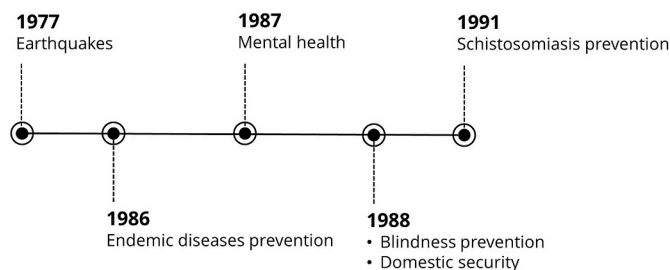 1977
Earthquakes
1987
Mental health
1991
Schistosomiasis prevention
1986
Endemic diseases prevention
1988
• Blindness prevention
• Domestic security